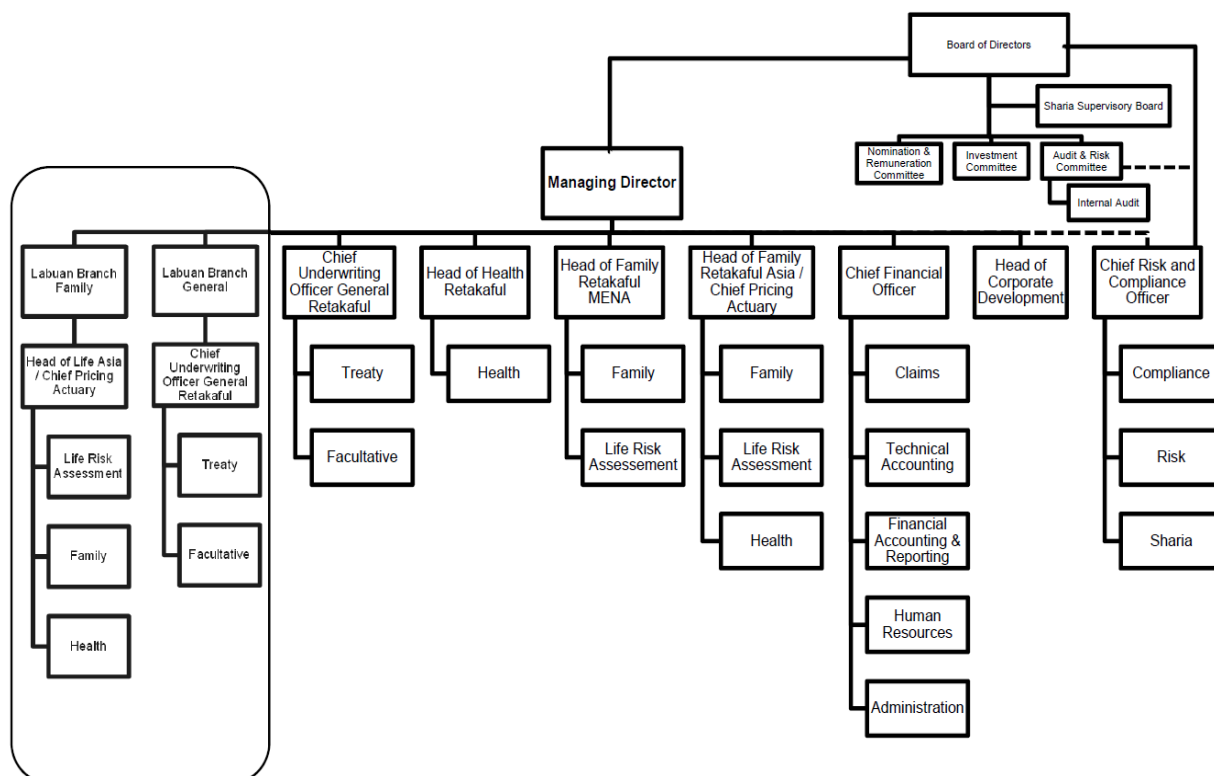 Board of Directors
Sharia Supervisory Board
Nomination &
Remuneration
Committee
Investment
Committee
Audit & Risk
Committee
Internal Audit
Managing Director
Labuan Branch
Family
Labuan Branch
General
Chief
Underwriting
Officer General
Retakaful
Head of Health
Retakaful
Head of Family
Retakaful
MENA
Head of Family
Retakaful Asia /
Chief Pricing
Actuary
Chief Financial
Officer
Head of
Corporate
Development
Chief Risk and
Compliance
Officer
Head of Life Asia
/ Chief Pricing
Actuary
Chief
Underwriting
Officer General
Retakaful
Treaty
Health
Family
Family
Claims
Compliance
Life Risk
Assessment
Treaty
Facultative
Life Risk
Assessement
Life Risk
Assessment
Technical
Accounting
Risk
Family
Facultative
Health
Financial
Accounting &
Reporting
Sharia
Health
Human
Resources
Administration